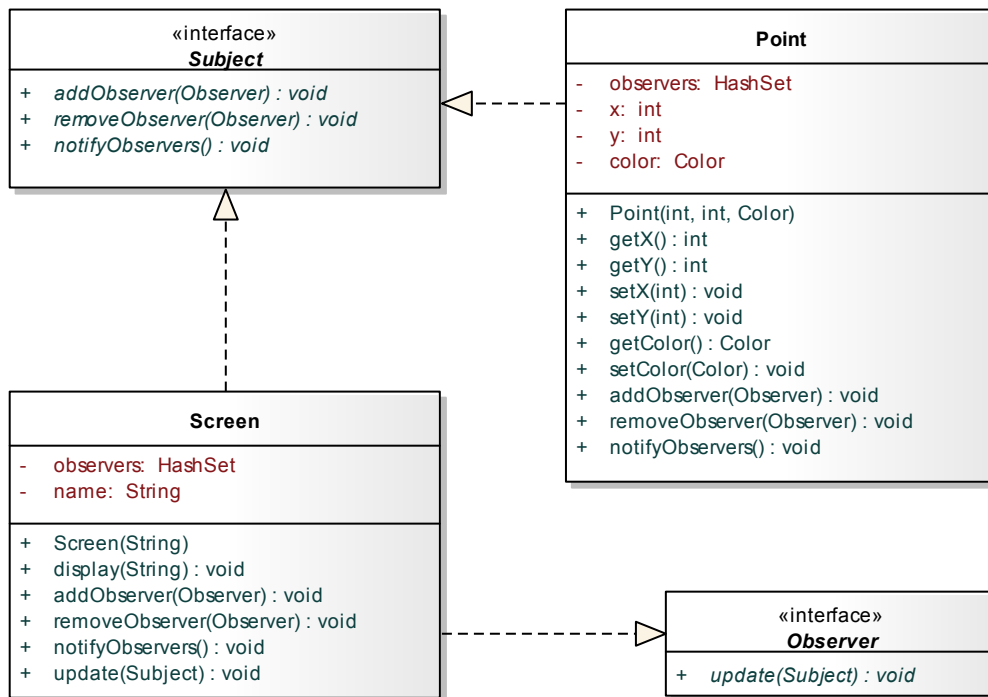 «interface»
Subject
+ addObserver(Observer) : void
+ removeObserver(Observer) : void
+ notifyObservers() : void
Point
- observers: HashSet
- x: int
- y: int
- color: Color
+ Point(int, int, Color)
+ getX() : int
+ getY() : int
+ setX(int) : void
+ setY(int) : void
+ getColor() : Color
+ setColor(Color) : void
+ addObserver(Observer) : void
+ removeObserver(Observer) : void
+ notifyObservers() : void
Screen
- observers: HashSet
- name: String
+ Screen(String)
+ display(String) : void
+ addObserver(Observer) : void
+ removeObserver(Observer) : void
+ notifyObservers() : void
+ update(Subject) : void
«interface»
Observer
+ update(Subject) : void